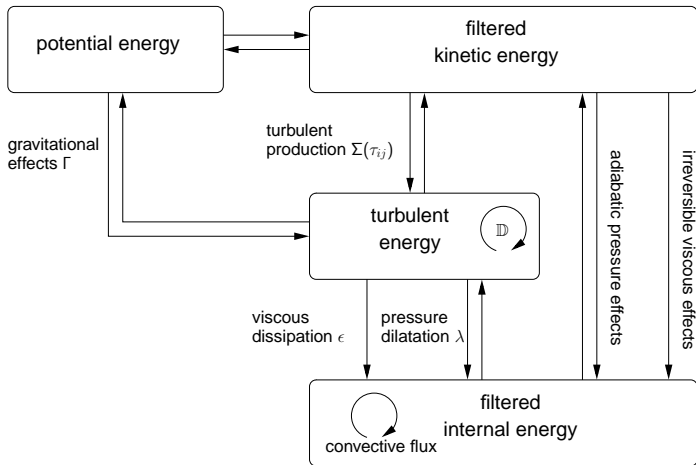 potential energy
filtered
kinetic energy
gravitational
effects Γ
turbulent
production Σ(τij)
adiabatic pressure effects
irreversible viscous effects
turbulent
energy
𝔻
viscous
dissipation ϵ
pressure
dilatation λ
filtered
internal energy
convective flux